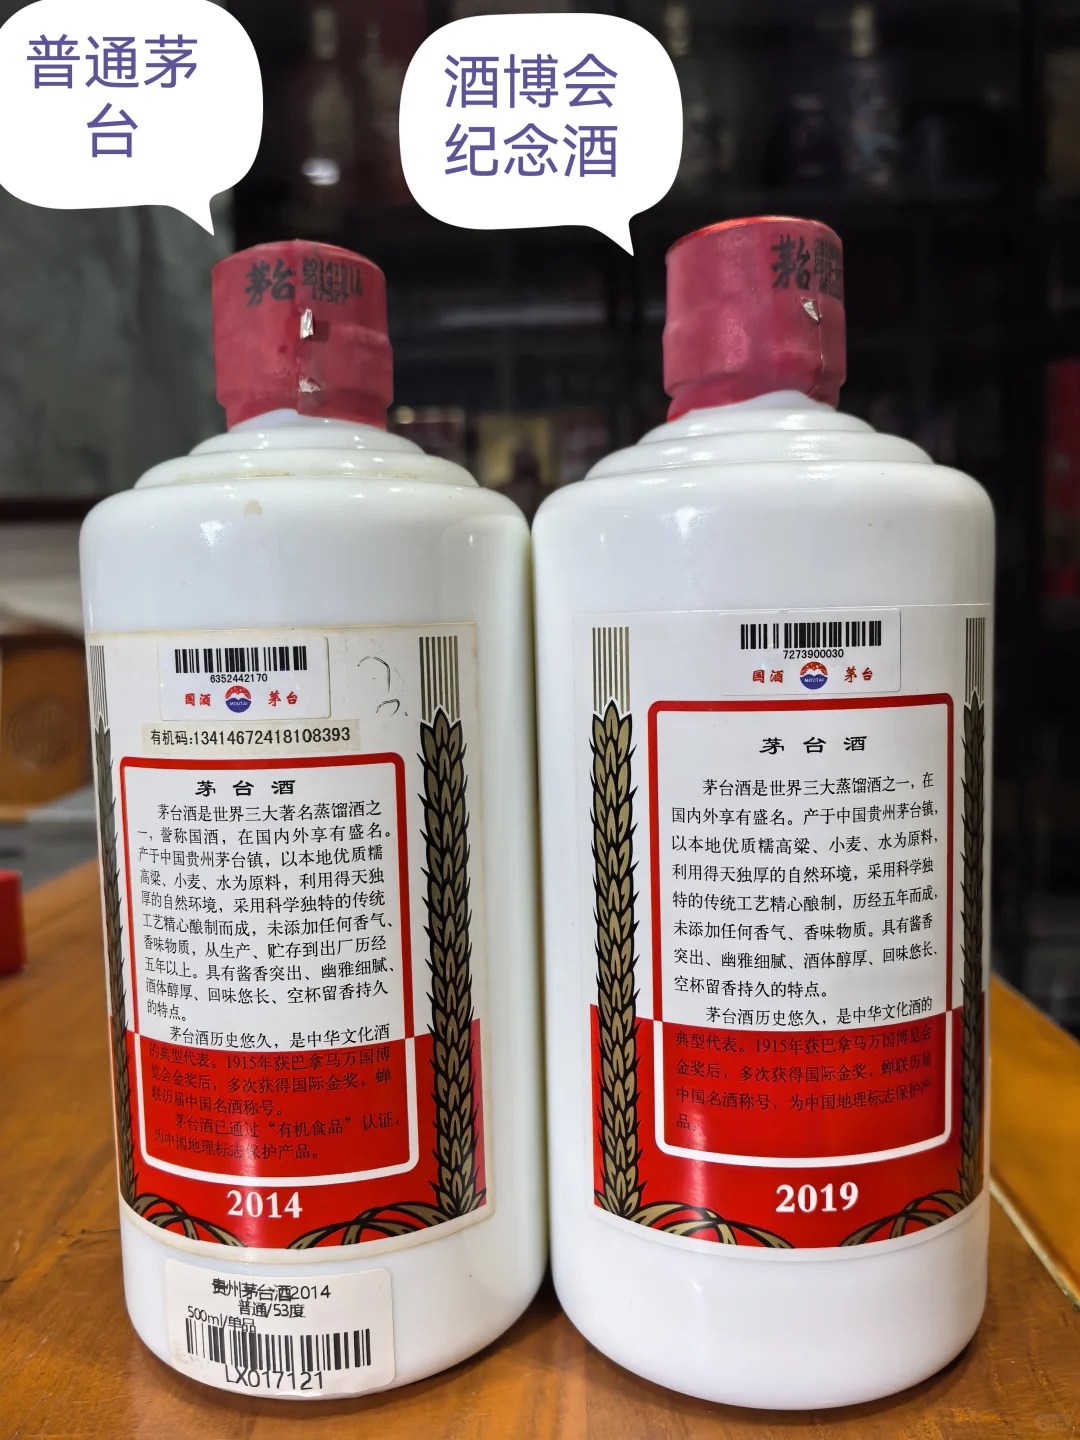 普通茅
台
酒博会
纪念酒
茅台
茅台
6352442170
国酒 MOUTAI 茅台
有机码:13414672418108393
茅台酒
茅台酒是世界三大著名蒸馏酒之
一，誉称国酒，在国内外享有盛名。
产于中国贵州茅台镇，以本地优质糯
高粱、小麦、水为原料，利用得天独
厚的自然环境，采用科学独特的传统
工艺精心酿制而成，未添加任何香气、
香味物质，从生产、贮存到出厂历经
五年以上。具有酱香突出、幽雅细腻、
酒体醇厚、回味悠长、空杯留香持久
的特点。
茅台酒历史悠久，是中华文化酒
的典型代表。1915年获巴拿马万国博
览会金奖后，多次获得国际金奖，蝉
联历届中国名酒称号。
茅台酒已通过“有机食品”认证，
为中国地理标志保护产品。
2014
贵州茅台酒2014
普通/53度
500ml/单品
LX017121
7273900030
国酒 MOUTAI 茅台
茅台酒
茅台酒是世界三大蒸馏酒之一，在
国内外享有盛名。产于中国贵州茅台镇，
以本地优质糯高粱、小麦、水为原料，
利用得天独厚的自然环境，采用科学独
特的传统工艺精心酿制，历经五年而成，
未添加任何香气、香味物质。具有酱香
突出、幽雅细腻、酒体醇厚、回味悠长、
空杯留香持久的特点。
茅台酒历史悠久，是中华文化酒的
典型代表。1915年获巴拿马万国博览会
金奖后，多次获得国际金奖，蝉联历届
中国名酒称号，为中国地理标志保护产
品。
2019